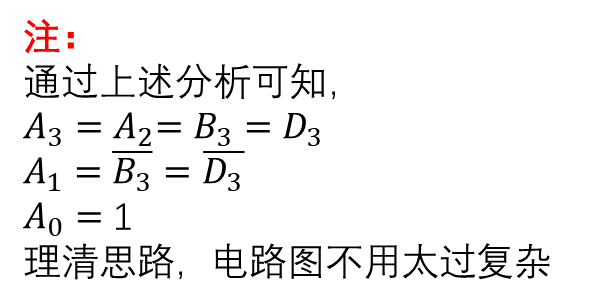 注：
通过上述分析可知，
A₃ = A₂= B₃ = D₃
A₁ = B̅₃̅ = D̅₃̅
A₀ = 1
理清思路，电路图不用太过复杂